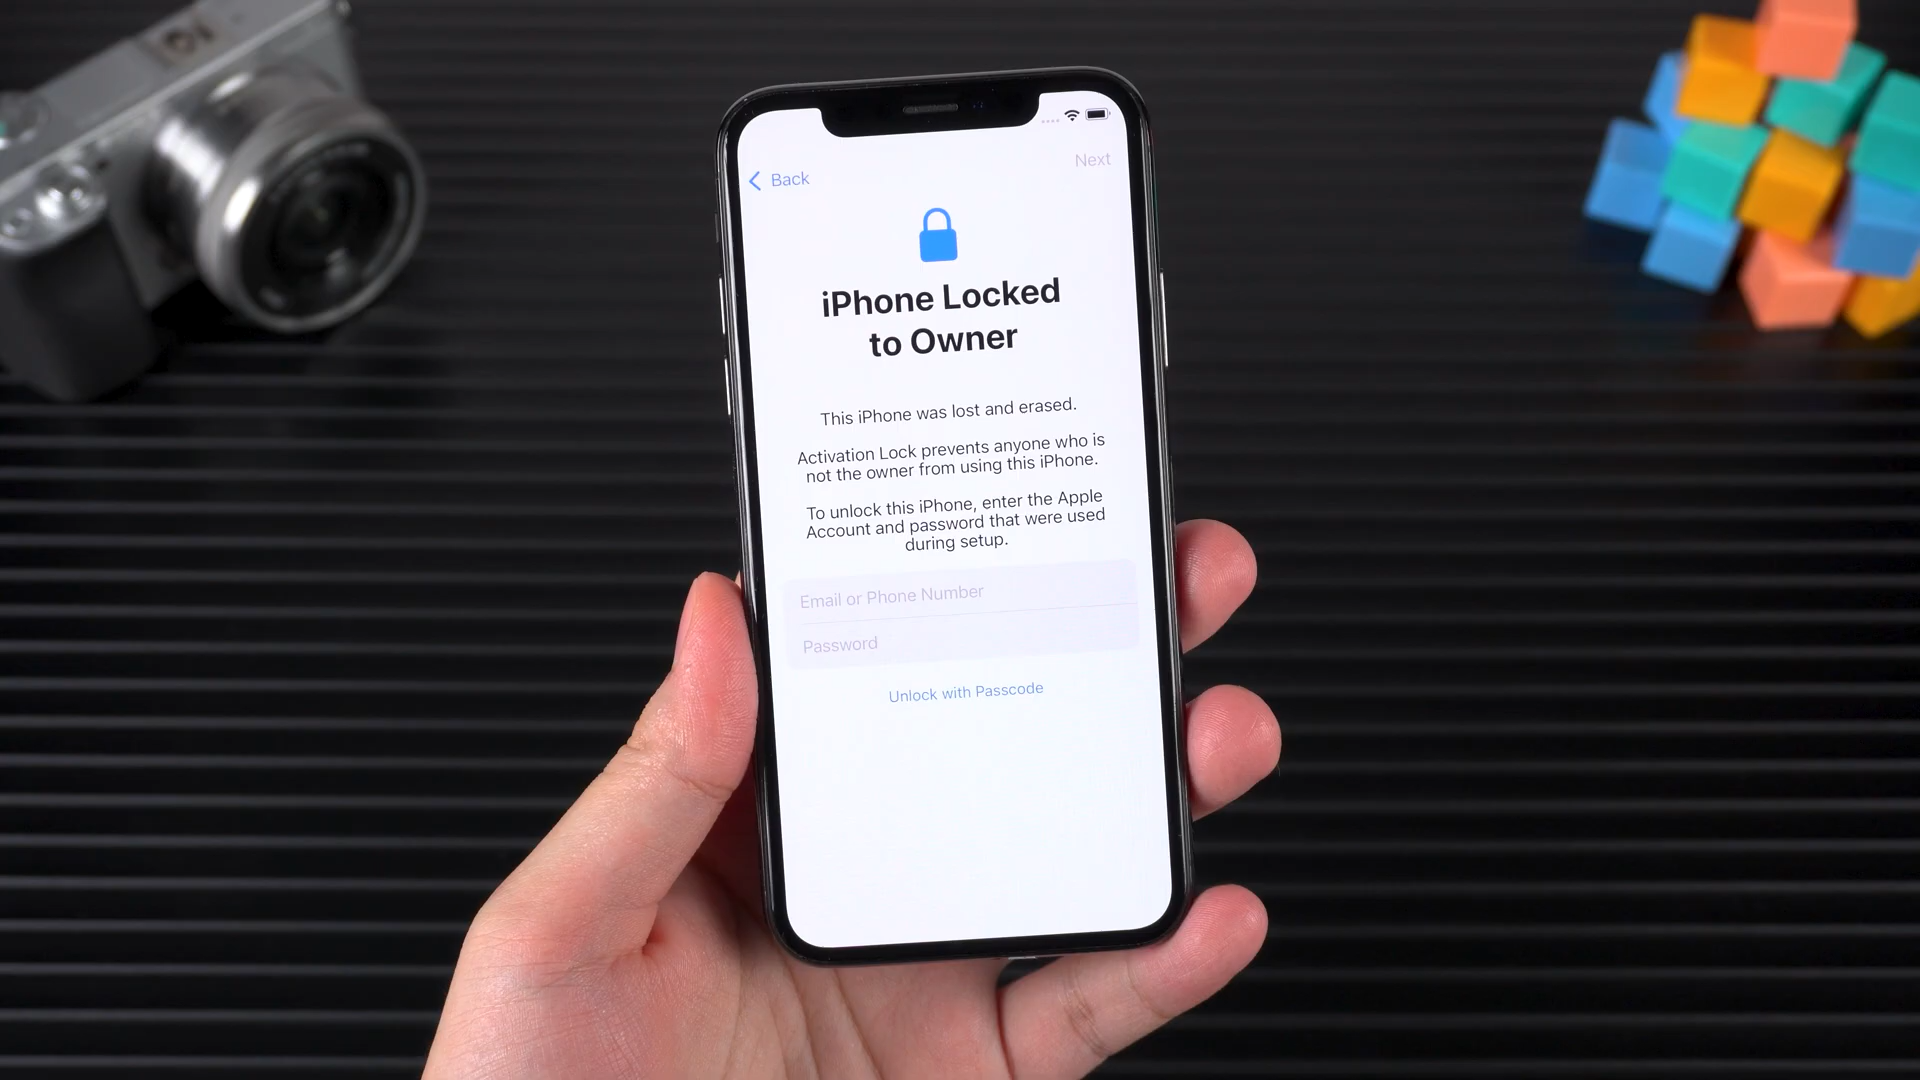 Next
Back
iPhone Locked
to Owner
This iPhone was lost and erased.
Activation Lock prevents anyone who is
not the owner from using this iPhone.
To unlock this iPhone, enter the Apple
Account and password that were used
during setup.
Email or Phone Number
Password
Unlock with Passcode